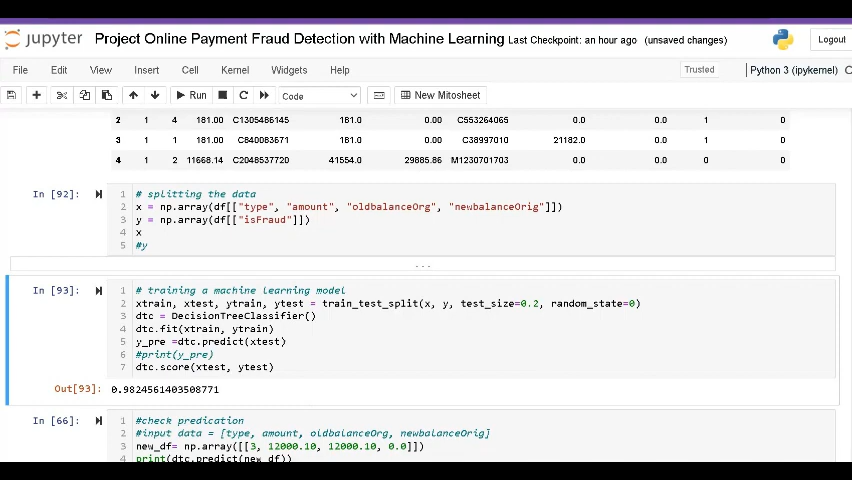 jupyter Project Online Payment Fraud Detection with Machine Learning Last Checkpoint: an hour ago (unsaved changes) Logout
File Edit View Insert Cell Kernel Widgets Help Trusted Python 3 (ipykernel)
Run Code New Mitosheet
2 1 4 181.00 C1305486145 181.0 0.00 C553264065 0.0 0.0 1 0
3 1 1 181.00 C840083671 181.0 0.00 C38997010 21182.0 0.0 1 0
4 1 2 11668.14 C2048537720 41554.0 29885.86 M1230701703 0.0 0.0 0 0
In [92]: 1 # splitting the data
2 x = np.array(df[["type", "amount", "oldbalanceOrg", "newbalanceOrig"]])
3 y = np.array(df[["isFraud"]])
4 x
5 #y
...
In [93]: 1 # training a machine learning model
2 xtrain, xtest, ytrain, ytest = train_test_split(x, y, test_size=0.2, random_state=0)
3 dtc = DecisionTreeClassifier()
4 dtc.fit(xtrain, ytrain)
5 y_pre =dtc.predict(xtest)
6 #print(y_pre)
7 dtc.score(xtest, ytest)
Out[93]: 0.9824561403508771
In [66]: 1 #check predication
2 #input data = [type, amount, oldbalanceOrg, newbalanceOrig]
3 new_df= np.array([[3, 12000.10, 12000.10, 0.0]])
4 print(dtc.predict(new_df))